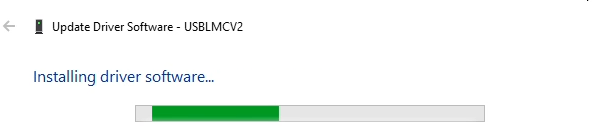 Update Driver Software - USBLMCV2
Installing driver software...